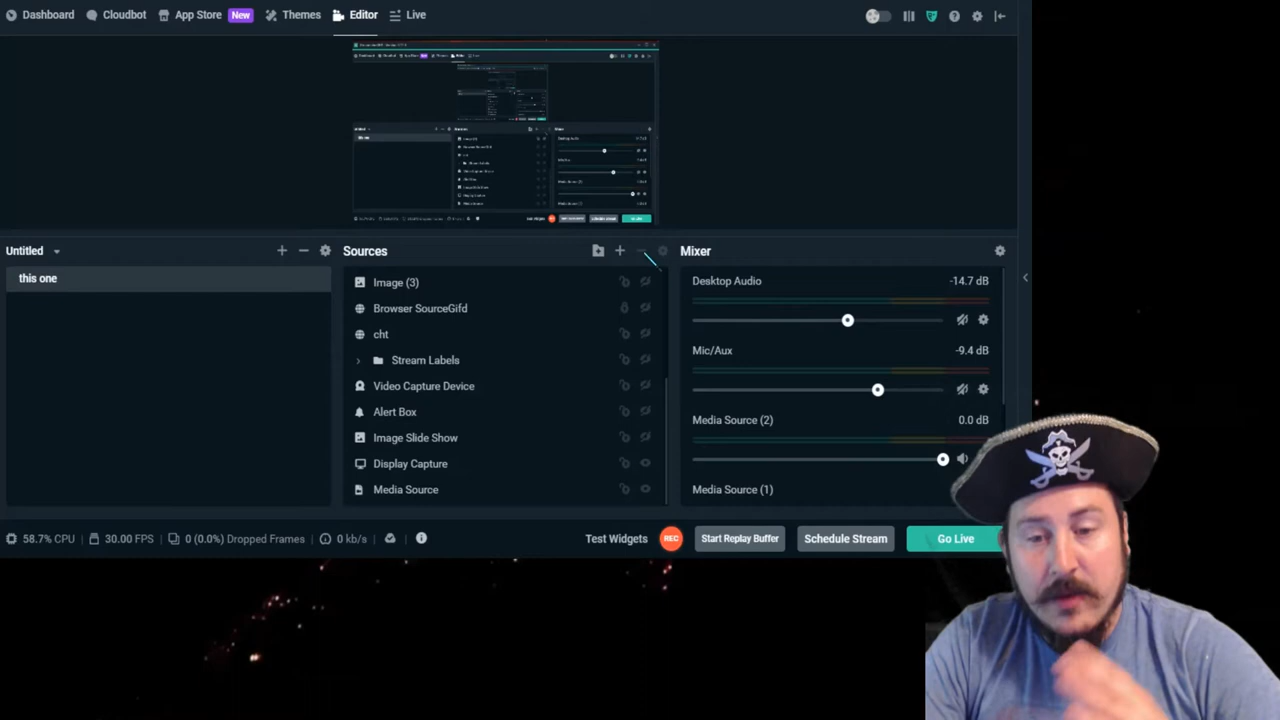 Dashboard Cloudbot App Store New Themes Editor Live
Untitled
this one
Sources
Image (3)
Browser SourceGifd
cht
Stream Labels
Video Capture Device
Alert Box
Image Slide Show
Display Capture
Media Source
Mixer
Desktop Audio -14.7 dB
Mic/Aux -9.4 dB
Media Source (2) 0.0 dB
Media Source (1)
58.7% CPU 30.00 FPS 0 (0.0%) Dropped Frames 0 kb/s Test Widgets REC Start Replay Buffer Schedule Stream Go Live